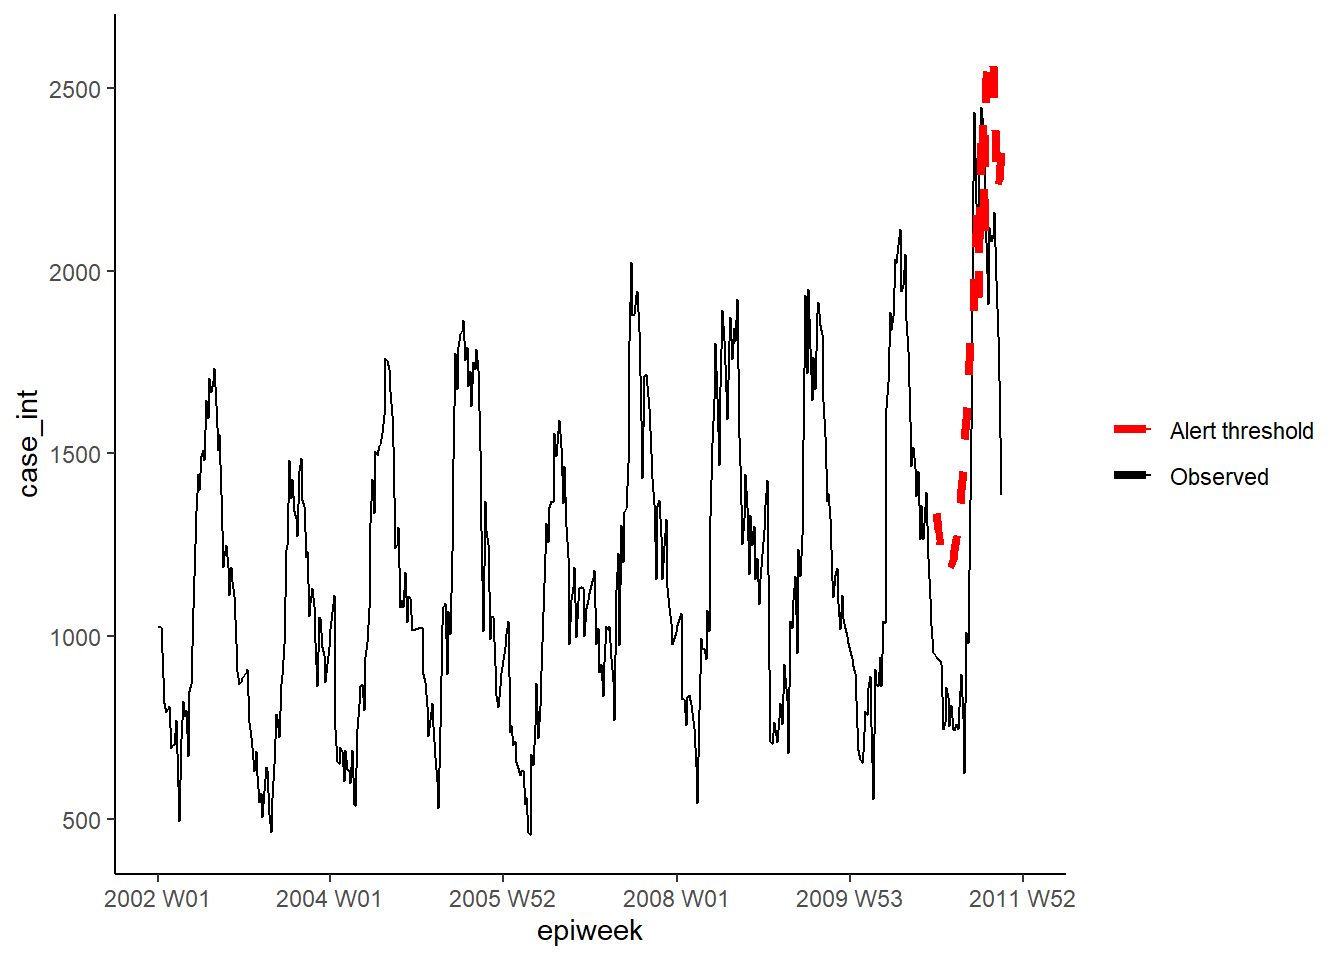 2500
2000
1500
1000
500
case_int
2002 W01
2004 W01
2005 W52
2008 W01
2009 W53
2011 W52
epiweek
Alert threshold
Observed